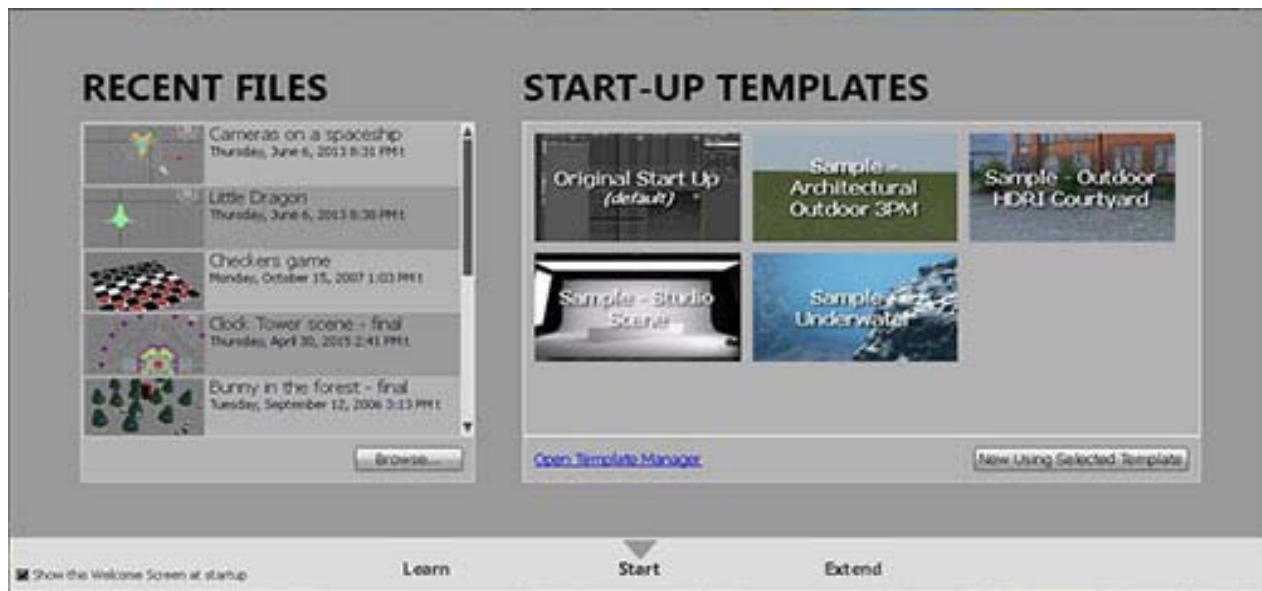 RECENT FILES
Cameras on a spaceship
Thursday, June 6, 2013 8:31 PM t
Little Dragon
Thursday, June 6, 2013 8:38 PM t
Checkers game
Monday, October 15, 2007 1:03 PM t
Clock Tower scene - final
Thursday, April 30, 2015 2:41 PM t
Bunny in the forest - final
Tuesday, September 12, 2006 3:13 PM t
Browse...
START-UP TEMPLATES
Original Start Up
(default)
Sample -
Architectural
Outdoor 3PM
Sample - Outdoor
HDRI Courtyard
Sample - Studio
Scene
Sample -
Underwater
Open Template Manager
New Using Selected Template
Show this Welcome Screen at startup
Learn
Start
Extend